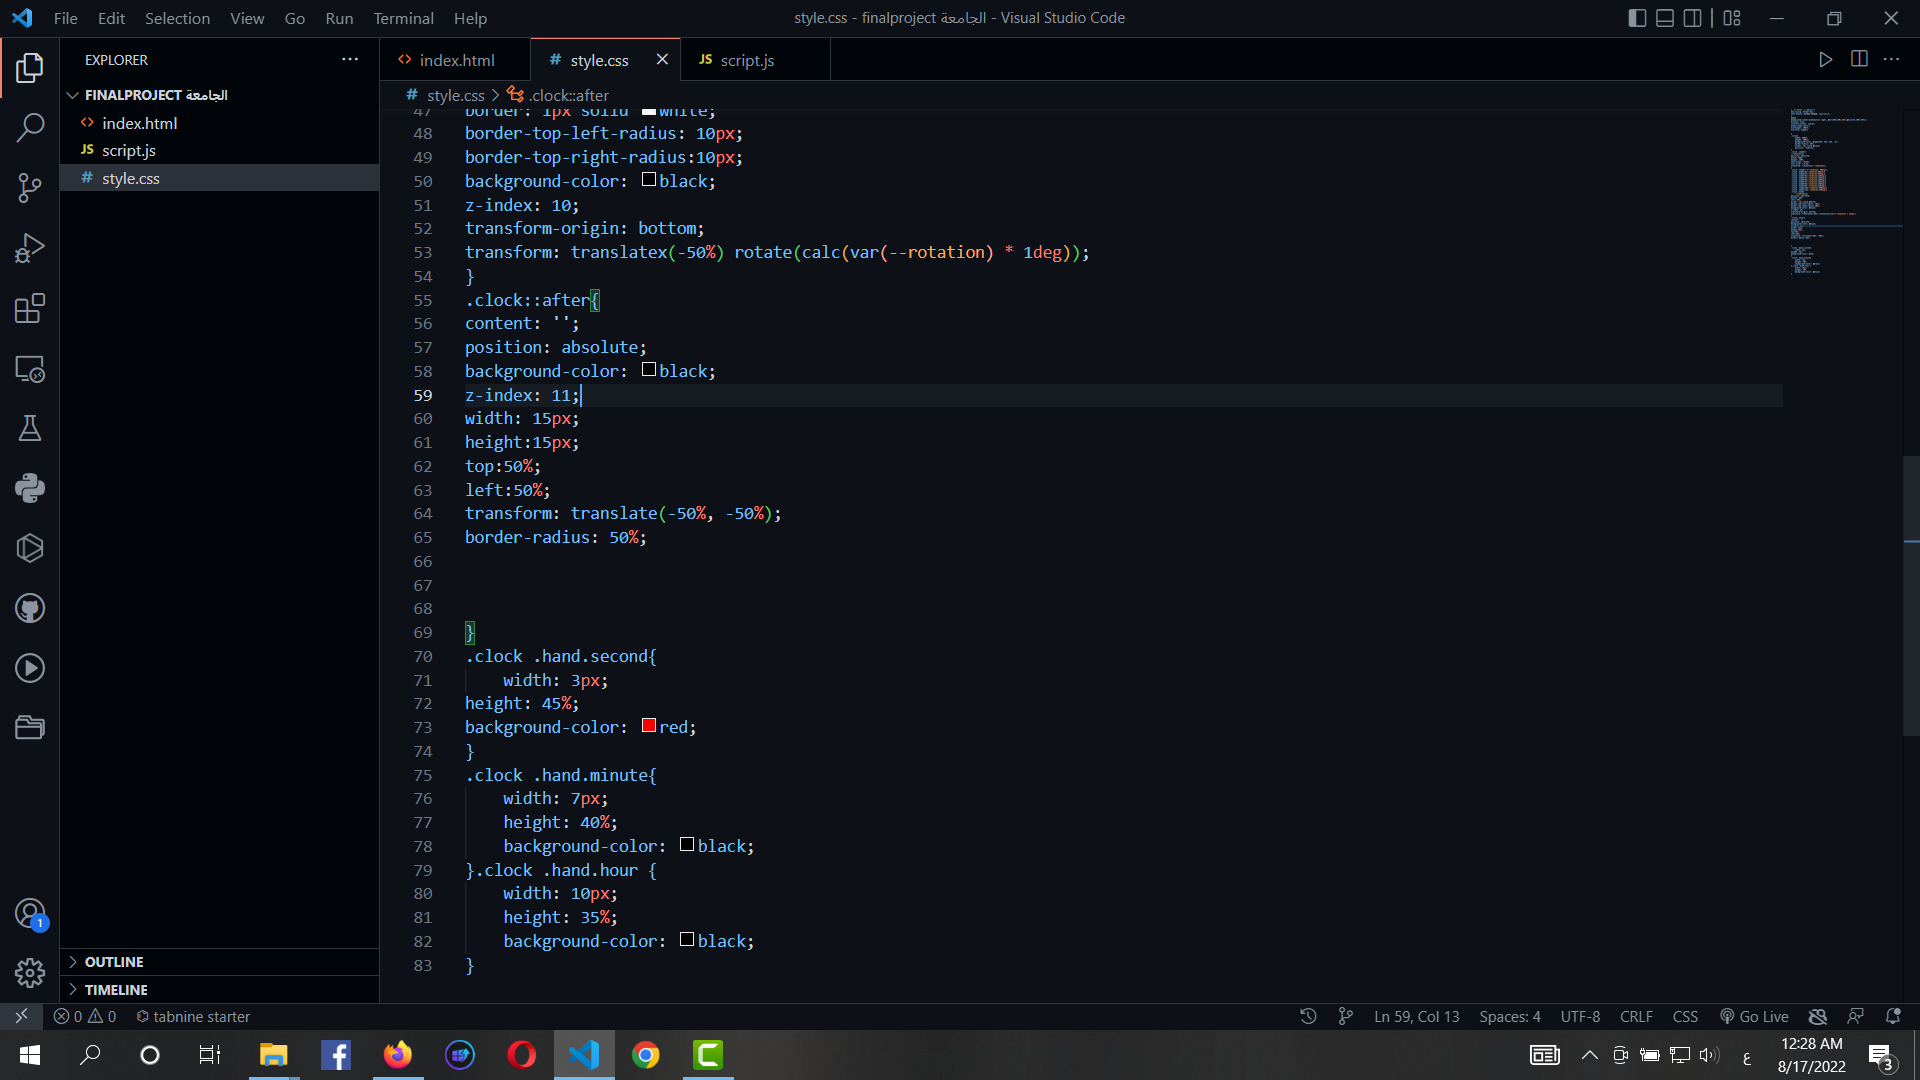 File Edit Selection View Go Run Terminal Help
style.css - finalproject الجامعة - Visual Studio Code
EXPLORER
FINALPROJECT الجامعة
index.html
JS script.js
# style.css
OUTLINE
TIMELINE
index.html
# style.css
JS script.js
# style.css > .clock::after
47 border: 1px solid white;
48 border-top-left-radius: 10px;
49 border-top-right-radius:10px;
50 background-color: black;
51 z-index: 10;
52 transform-origin: bottom;
53 transform: translatex(-50%) rotate(calc(var(--rotation) * 1deg));
54 }
55 .clock::after{
56 content: '';
57 position: absolute;
58 background-color: black;
59 z-index: 11;
60 width: 15px;
61 height:15px;
62 top:50%;
63 left:50%;
64 transform: translate(-50%, -50%);
65 border-radius: 50%;
66
67
68
69 }
70 .clock .hand.second{
71 width: 3px;
72 height: 45%;
73 background-color: red;
74 }
75 .clock .hand.minute{
76 width: 7px;
77 height: 40%;
78 background-color: black;
79 }.clock .hand.hour {
80 width: 10px;
81 height: 35%;
82 background-color: black;
83 }
1
0 0 tabnine starter
Ln 59, Col 13 Spaces: 4 UTF-8 CRLF CSS Go Live
ع
12:28 AM
8/17/2022
3